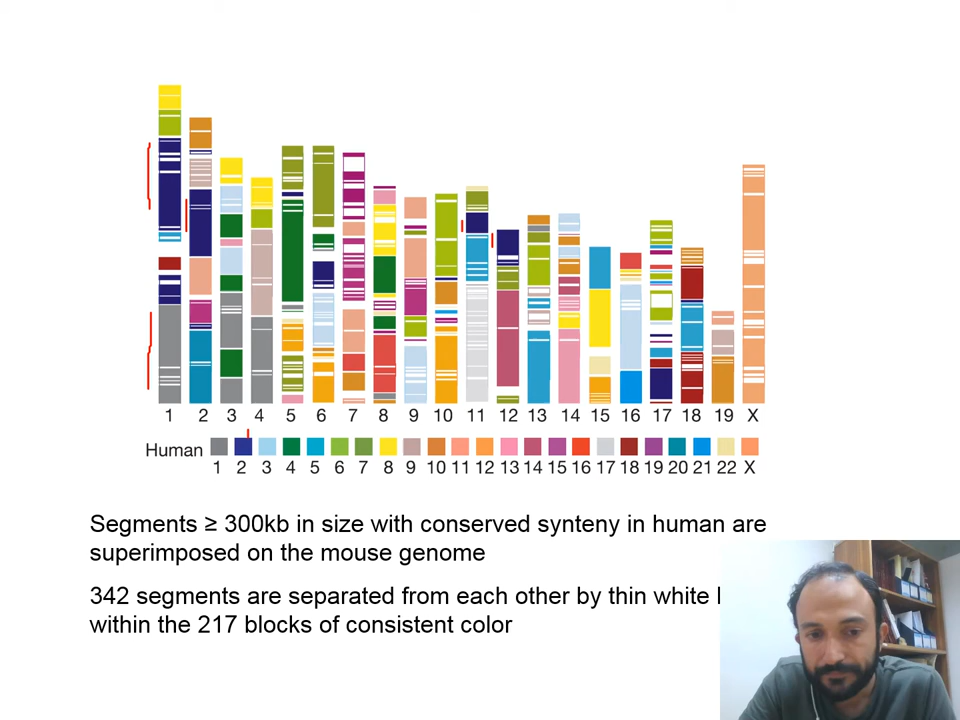 1 2 3 4 5 6 7 8 9 10 11 12 13 14 15 16 17 18 19 X
Human
1 2 3 4 5 6 7 8 9 10 11 12 13 14 15 16 17 18 19 20 21 22 X
Segments ≥ 300kb in size with conserved synteny in human are
superimposed on the mouse genome
342 segments are separated from each other by thin white
within the 217 blocks of consistent color